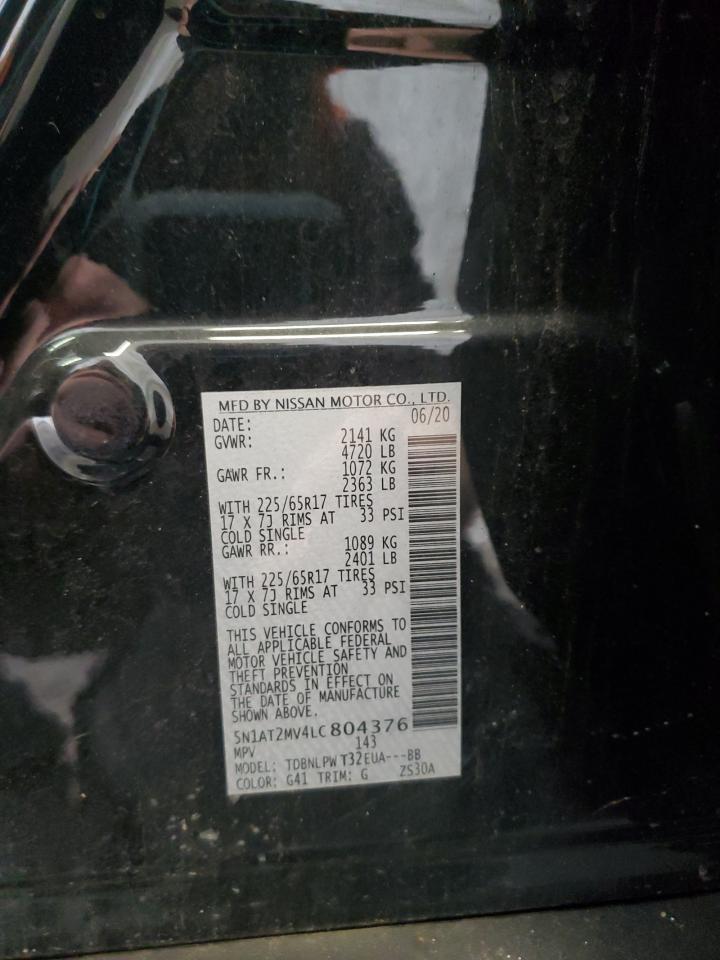 MFD BY NISSAN MOTOR CO., LTD.
DATE: 06/20
GVWR: 2141 KG
4720 LB
GAWR FR.: 1072 KG
2363 LB
WITH 225/65R17 TIRES
17 X 7J RIMS AT 33 PSI
COLD SINGLE
GAWR RR.: 1089 KG
2401 LB
WITH 225/65R17 TIRES
17 X 7J RIMS AT 33 PSI
COLD SINGLE
THIS VEHICLE CONFORMS TO
ALL APPLICABLE FEDERAL
MOTOR VEHICLE SAFETY AND
THEFT PREVENTION
STANDARDS IN EFFECT ON
THE DATE OF MANUFACTURE
SHOWN ABOVE.
5N1AT2MV4LC804376
MPV 143
MODEL: TDBNLPW T32EUA---BB
COLOR: G41 TRIM: G ZS30A